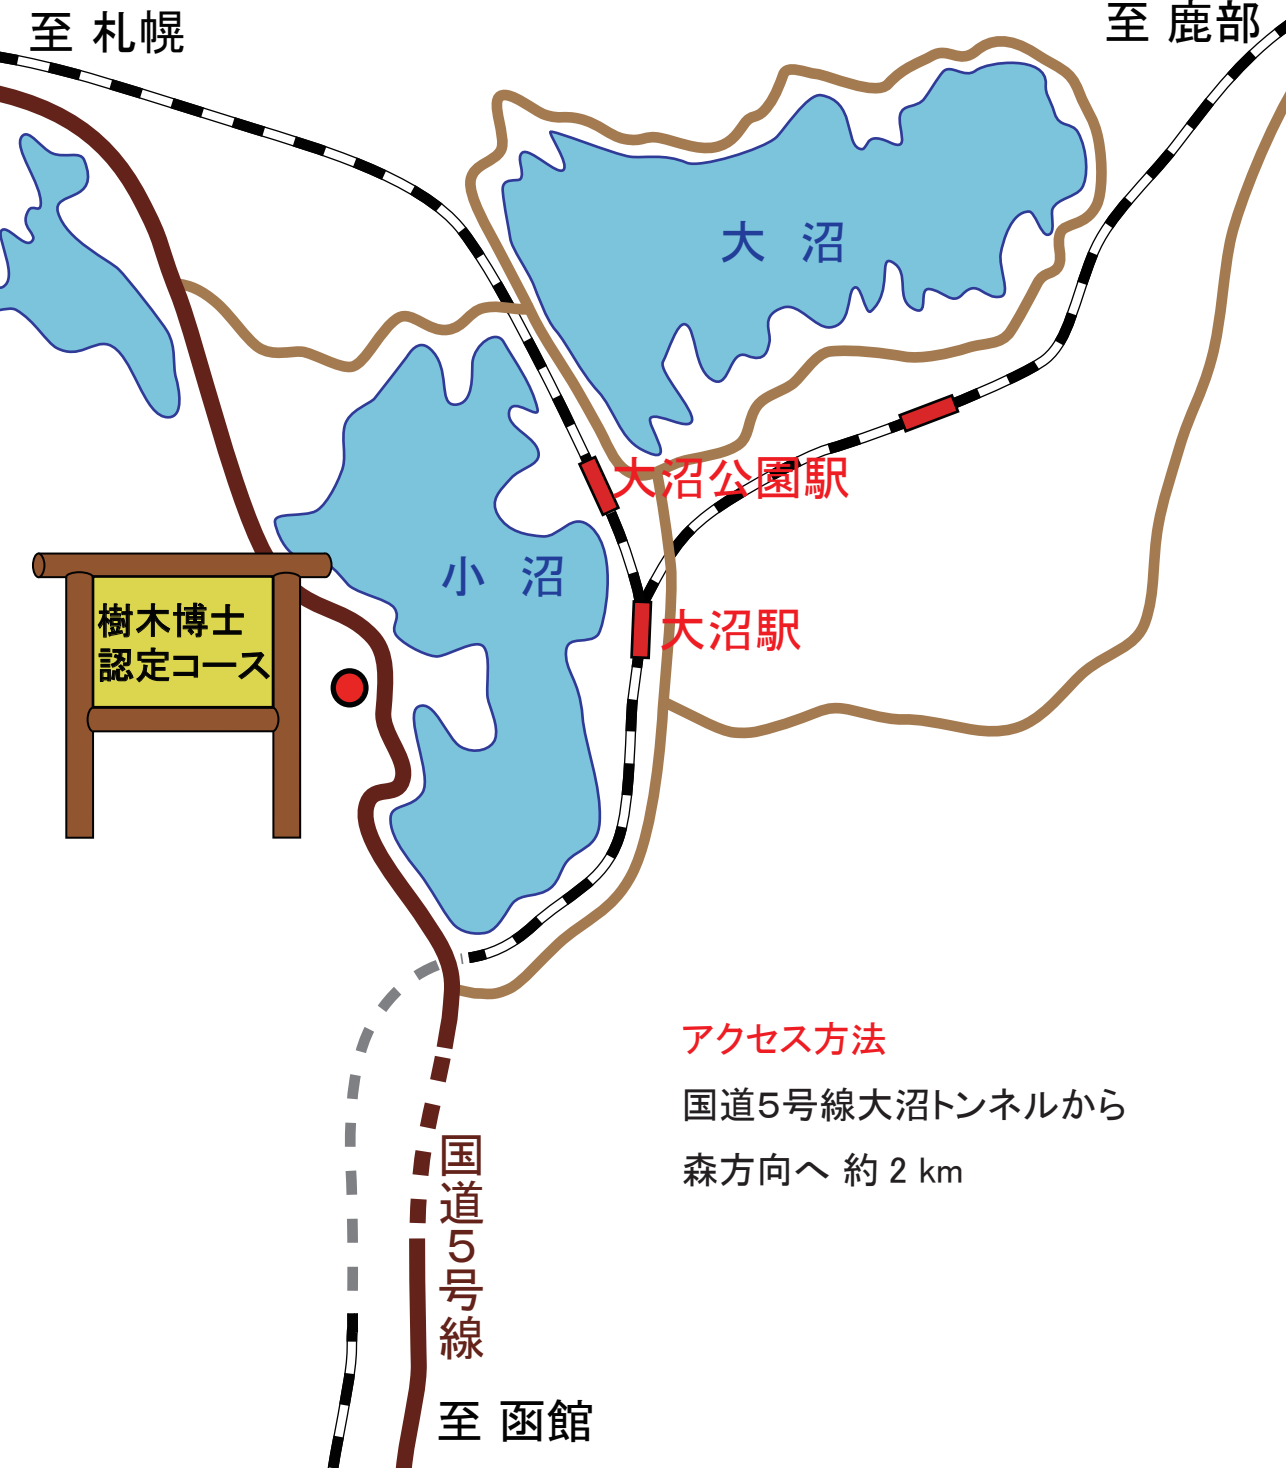 至 札幌
至 鹿部
大 沼
大沼公園駅
小 沼
樹木博士
認定コース
大沼駅
アクセス方法
国道5号線大沼トンネルから
森方向へ 約 2 km
国道5号線
至 函館